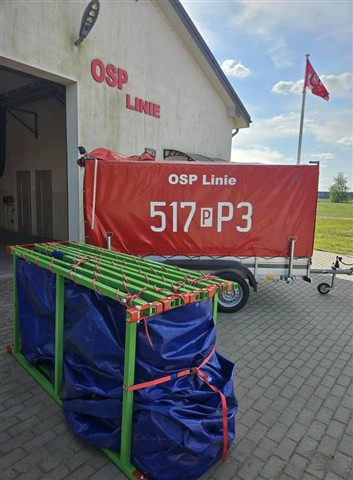 OSP
LINIE
OSP Linie
517 P P3